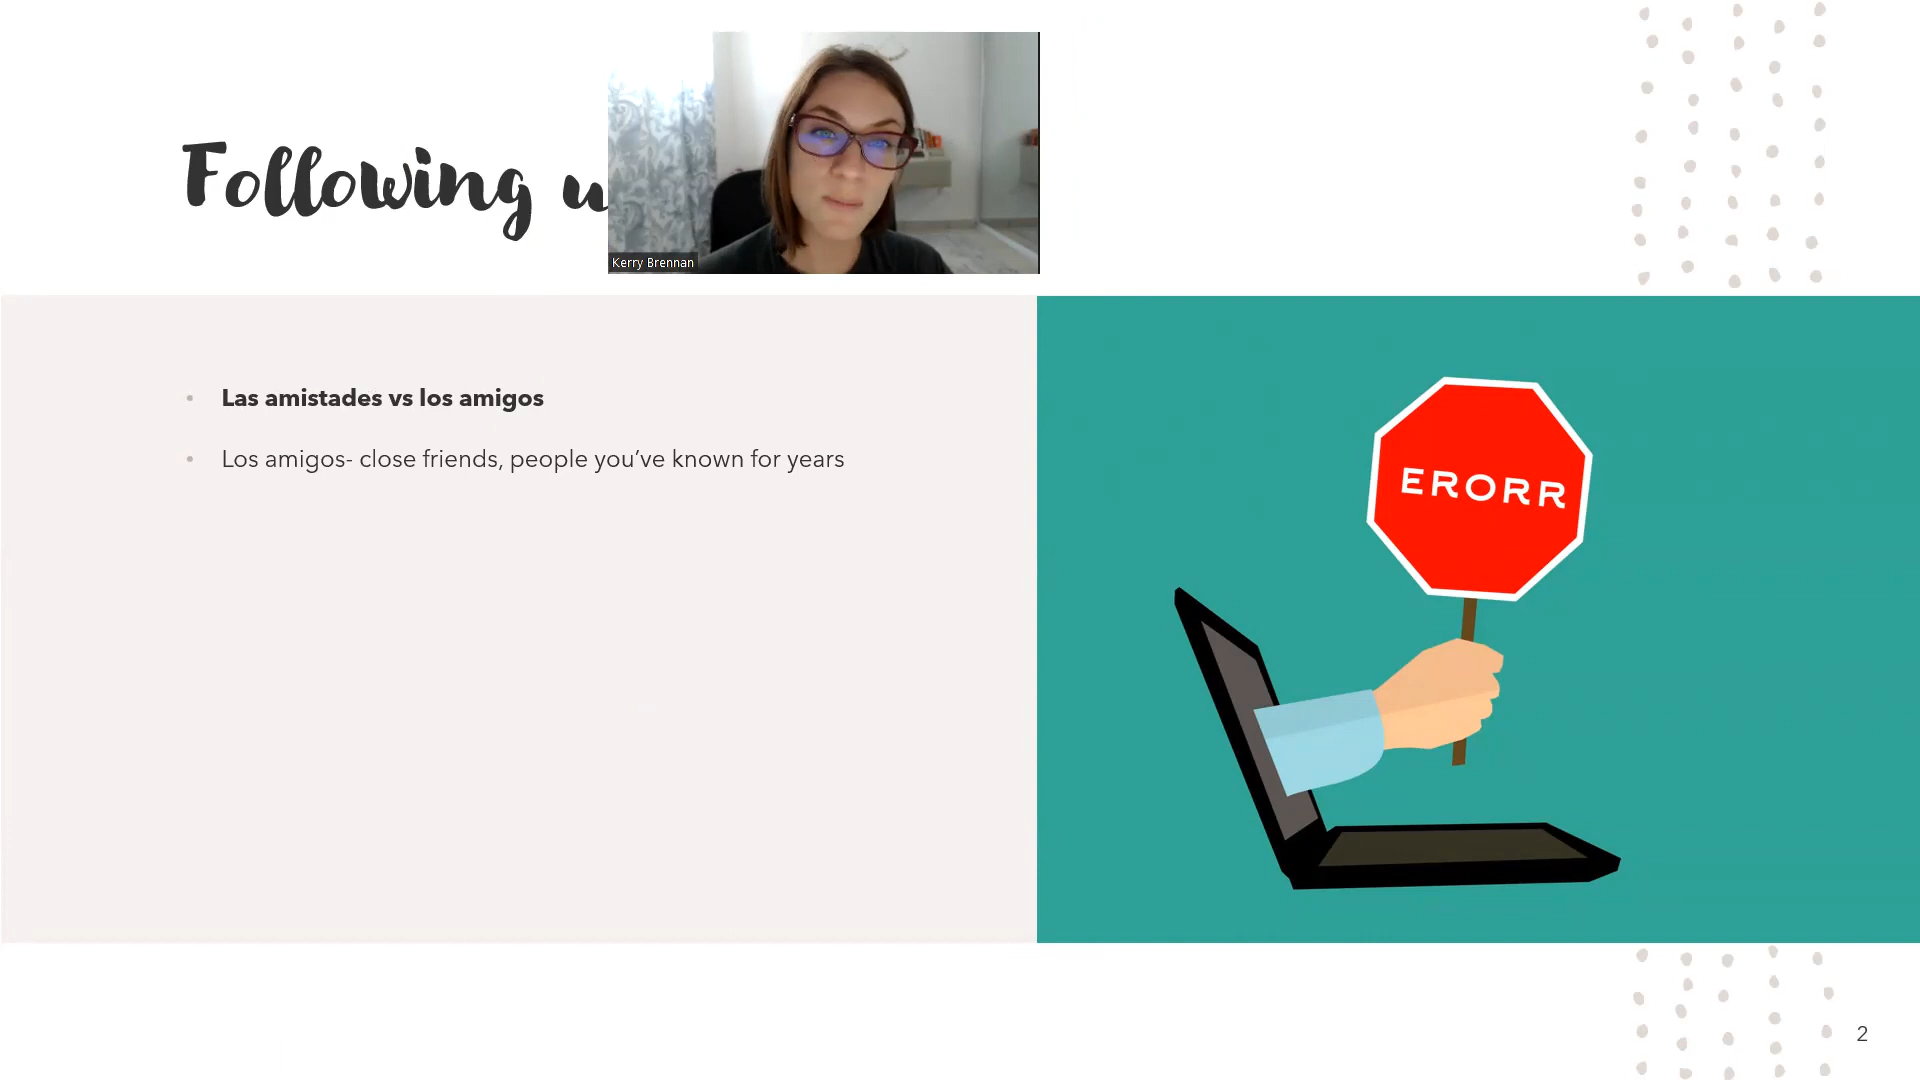 Following
Kerry Brennan
Las amistades vs los amigos
Los amigos- close friends, people you’ve known for years
ERORR
2